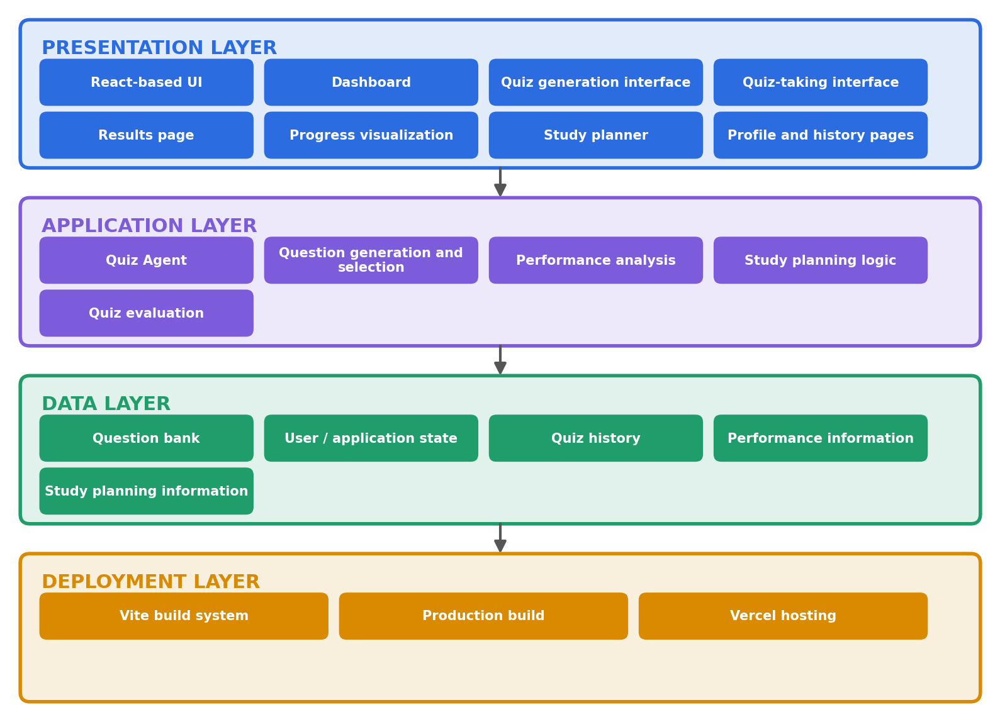 PRESENTATION LAYER
React-based UI
Dashboard
Quiz generation interface
Quiz-taking interface
Results page
Progress visualization
Study planner
Profile and history pages
APPLICATION LAYER
Quiz Agent
Question generation and
selection
Performance analysis
Study planning logic
Quiz evaluation
DATA LAYER
Question bank
User / application state
Quiz history
Performance information
Study planning information
DEPLOYMENT LAYER
Vite build system
Production build
Vercel hosting